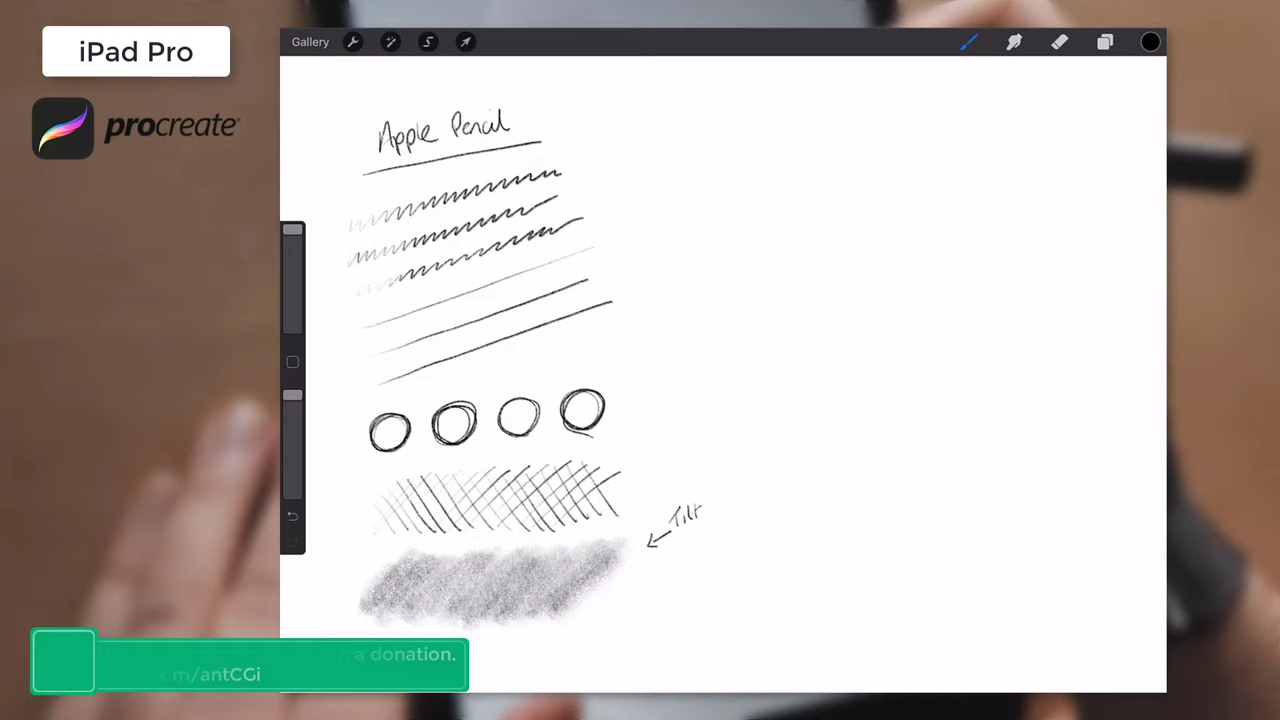 iPad Pro
procreate
Gallery
Apple Pencil
Tilt
a donation.
m/antCGi